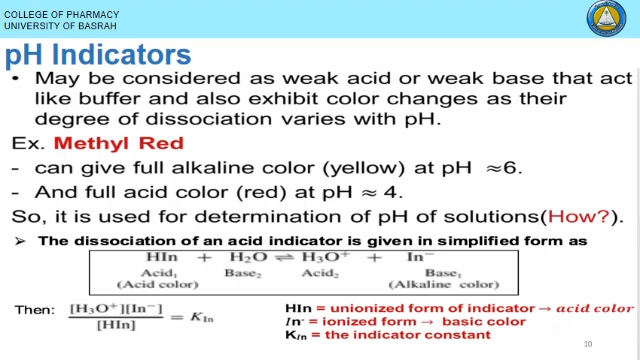 COLLEGE OF PHARMACY
UNIVERSITY OF BASRAH
pH Indicators
• May be considered as weak acid or weak base that act
like buffer and also exhibit color changes as their
degree of dissociation varies with pH.
Ex. Methyl Red
- can give full alkaline color (yellow) at pH ≈6.
- And full acid color (red) at pH ≈ 4.
So, it is used for determination of pH of solutions(How?).
➢ The dissociation of an acid indicator is given in simplified form as
HIn + H₂O ⇌ H₃O⁺ + In⁻
Acid₁ Base₂ Acid₂ Base₁
(Acid color) (Alkaline color)
Then: [H₃O⁺][In⁻] / [HIn] = K_In
HIn = unionized form of indicator → acid color
In⁻ = ionized form → basic color
K_In = the indicator constant
10